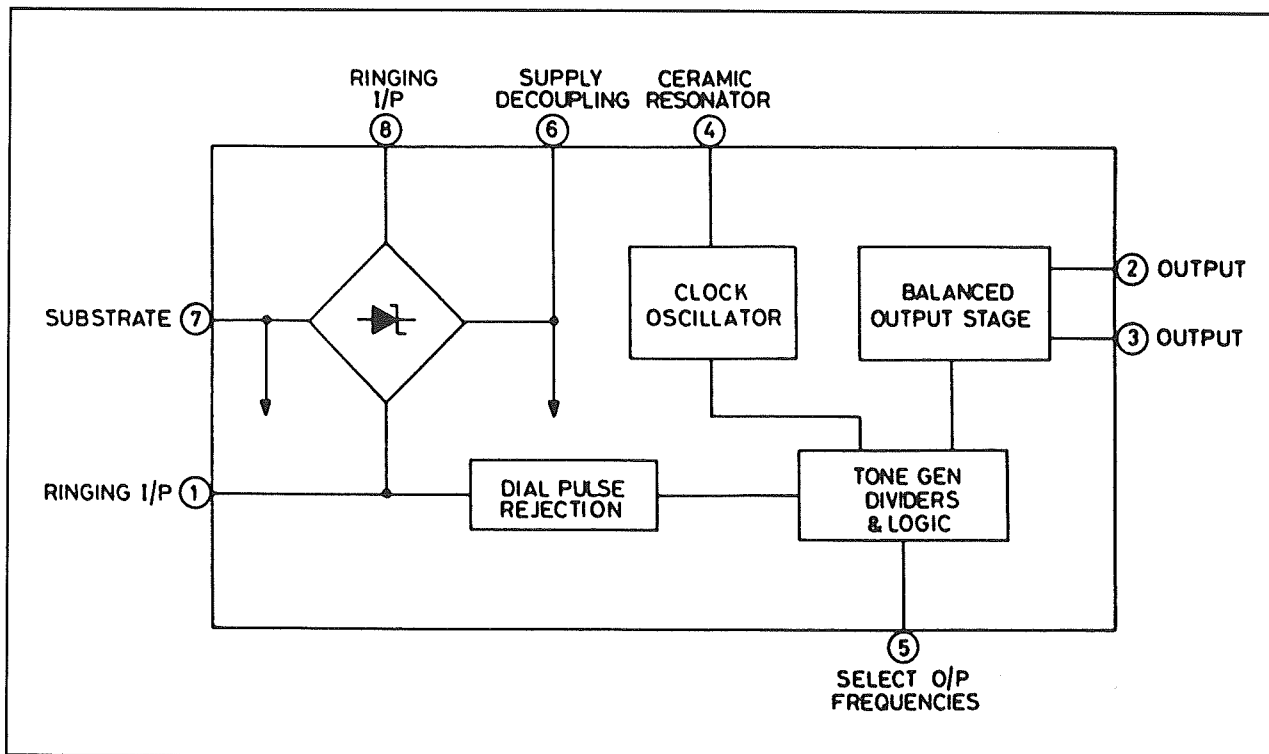 RINGING
I/P
8
SUPPLY
DECOUPLING
6
CERAMIC
RESONATOR
4
SUBSTRATE 7
CLOCK
OSCILLATOR
BALANCED
OUTPUT STAGE
2 OUTPUT
3 OUTPUT
RINGING I/P 1
DIAL PULSE
REJECTION
TONE GEN
DIVIDERS
& LOGIC
5
SELECT O/P
FREQUENCIES